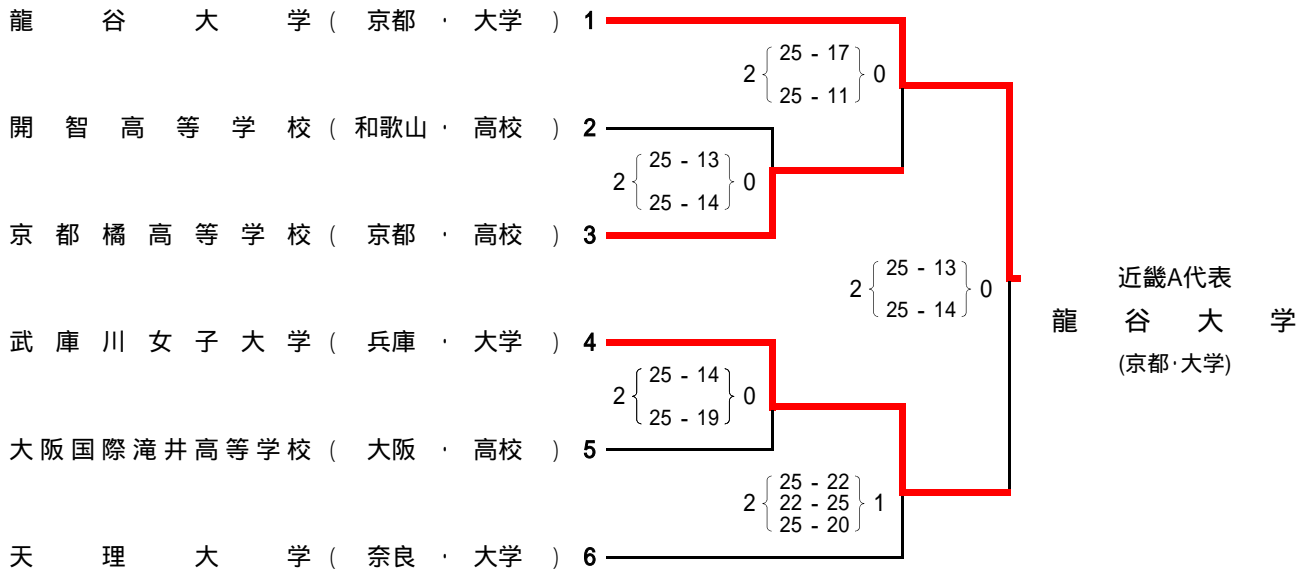 龍谷大学(京都・大学)1
25 - 17
2 0
25 - 11
開智高等学校(和歌山・高校)2
25 - 13
2 0
25 - 14
京都橘高等学校(京都・高校)3
25 - 13
2 0
25 - 14
近畿A代表
龍谷大学
(京都・大学)
武庫川女子大学(兵庫・大学)4
25 - 14
2 0
25 - 19
大阪国際滝井高等学校(大阪・高校)5
25 - 22
2 22 - 25 1
25 - 20
天理大学(奈良・大学)6